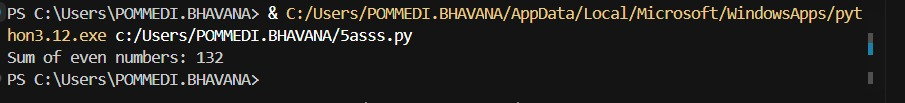 PS C:\Users\POMMEDI.BHAVANA> & C:/Users/POMMEDI.BHAVANA/AppData/Local/Microsoft/WindowsApps/pyt
hon3.12.exe c:/Users/POMMEDI.BHAVANA/5asss.py
Sum of even numbers: 132
PS C:\Users\POMMEDI.BHAVANA>